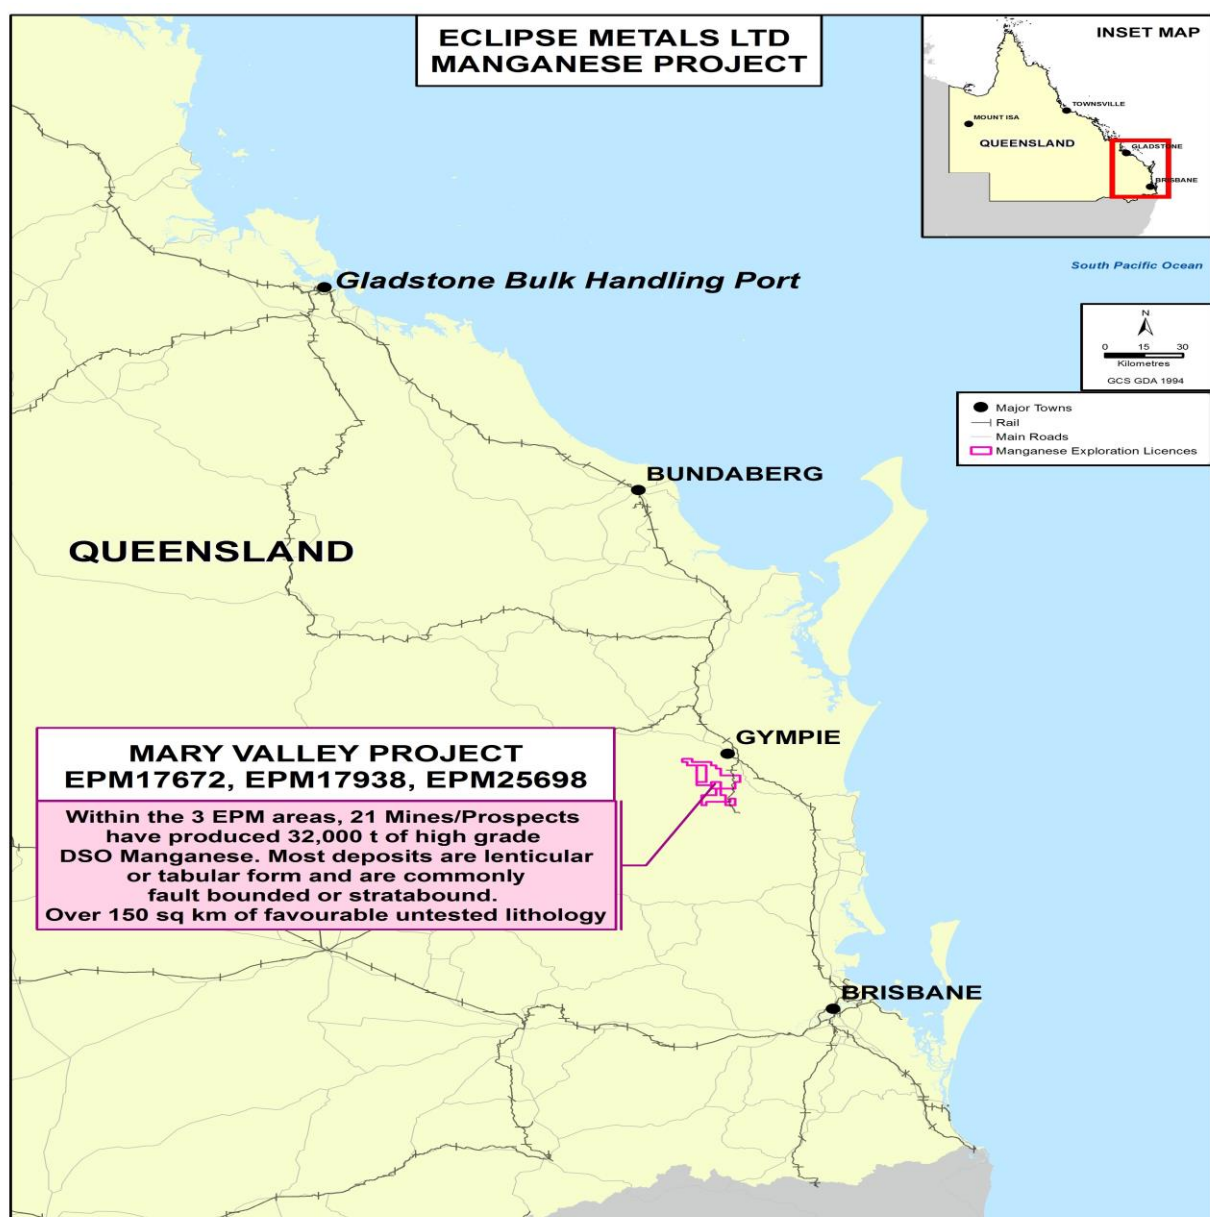 ECLIPSE METALS LTD
MANGANESE PROJECT
INSET MAP
TOWNSVILLE
MOUNT ISA
QUEENSLAND
GLADSTONE
BRISBANE
South Pacific Ocean
Gladstone Bulk Handling Port
N
0 15 30
Kilometres
GCS GDA 1994
Major Towns
Rail
Main Roads
Manganese Exploration Licences
BUNDABERG
QUEENSLAND
GYMPIE
MARY VALLEY PROJECT
EPM17672, EPM17938, EPM25698
Within the 3 EPM areas, 21 Mines/Prospects
have produced 32,000 t of high grade
DSO Manganese. Most deposits are lenticular
or tabular form and are commonly
fault bounded or stratabound.
Over 150 sq km of favourable untested lithology
BRISBANE